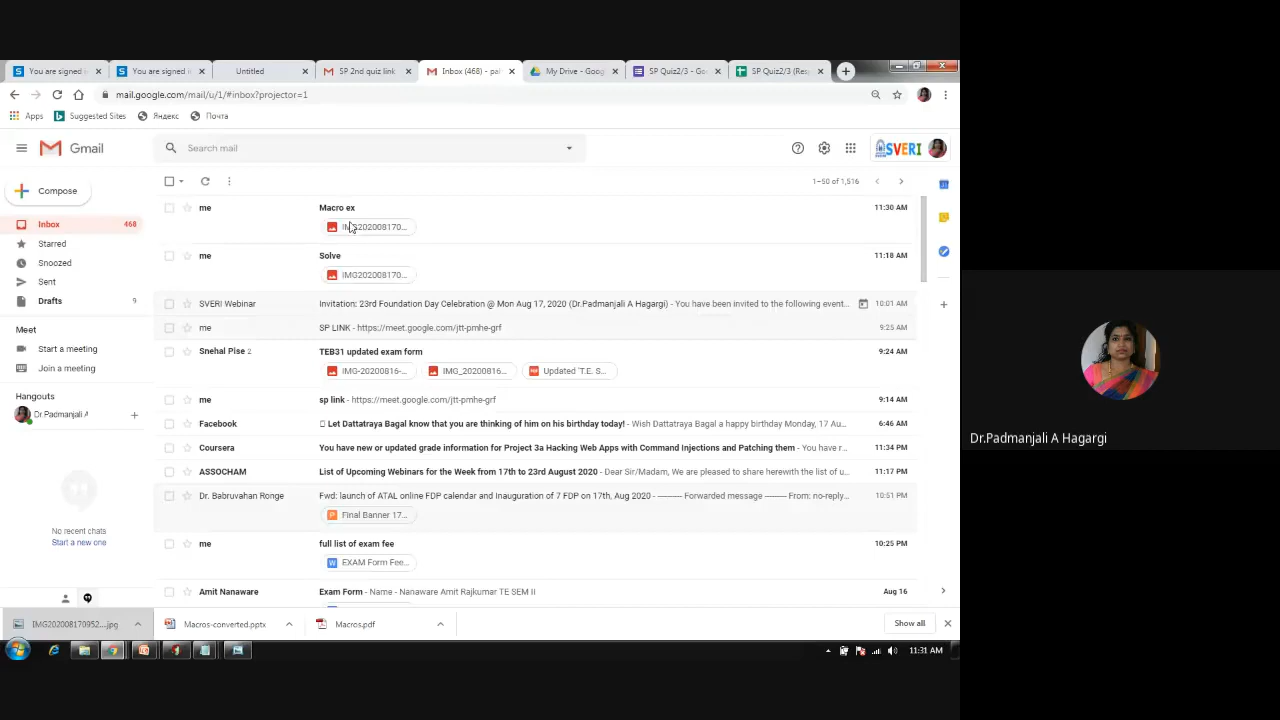 You are signed
You are signed i
Untitled
SP 2nd quiz link
Inbox (468) - pa
My Drive - Goog
SP Quiz2/3 - Go
SP Quiz2/3 (Res
mail.google.com/mail/u/1/#inbox?projector=1
Apps Suggested Sites Яндекс Почта
Gmail
Search mail
SVERI
Compose
1–50 of 1,516
Inbox 468
Starred
Snoozed
Sent
Drafts 9
Meet
Start a meeting
Join a meeting
Hangouts
Dr Padmanjali A
No recent chats
Start a new one
me Macro ex 11:30 AM
IMG202008170...
me Solve 11:18 AM
IMG202008170...
SVERI Webinar Invitation: 23rd Foundation Day Celebration @ Mon Aug 17, 2020 (Dr.Padmanjali A Hagargi) - You have been invited to the following event... 10:01 AM
me SP LINK - https://meet.google.com/jtt-pmhe-grf 9:25 AM
Snehal Pise 2 TEB31 updated exam form 9:24 AM
IMG-20200816-... IMG_20200816... Updated 'T.E. S...
me sp link - https://meet.google.com/jtt-pmhe-grf 9:14 AM
Facebook Let Dattatraya Bagal know that you are thinking of him on his birthday today! - Wish Dattatraya Bagal a happy birthday Monday, 17 Au... 6:46 AM
Coursera You have new or updated grade information for Project 3a Hacking Web Apps with Command Injections and Patching them - You have r... 11:34 PM
ASSOCHAM List of Upcoming Webinars for the Week from 17th to 23rd August 2020 - Dear Sir/Madam, We are pleased to share herewith the list of u... 11:17 PM
Dr. Babruvahan Ronge Fwd: launch of ATAL online FDP calendar and Inauguration of 7 FDP on 17th, Aug 2020 - ---------- Forwarded message --------- From: no-reply... 10:51 PM
Final Banner 17...
me full list of exam fee 10:25 PM
EXAM Form Fee...
Amit Nanaware Exam Form - Name - Nanaware Amit Rajkumar TE SEM II Aug 16
IMG202008170952....jpg
Macros-converted.pptx
Macros.pdf
Show all
11:31 AM
Dr.Padmanjali A Hagargi